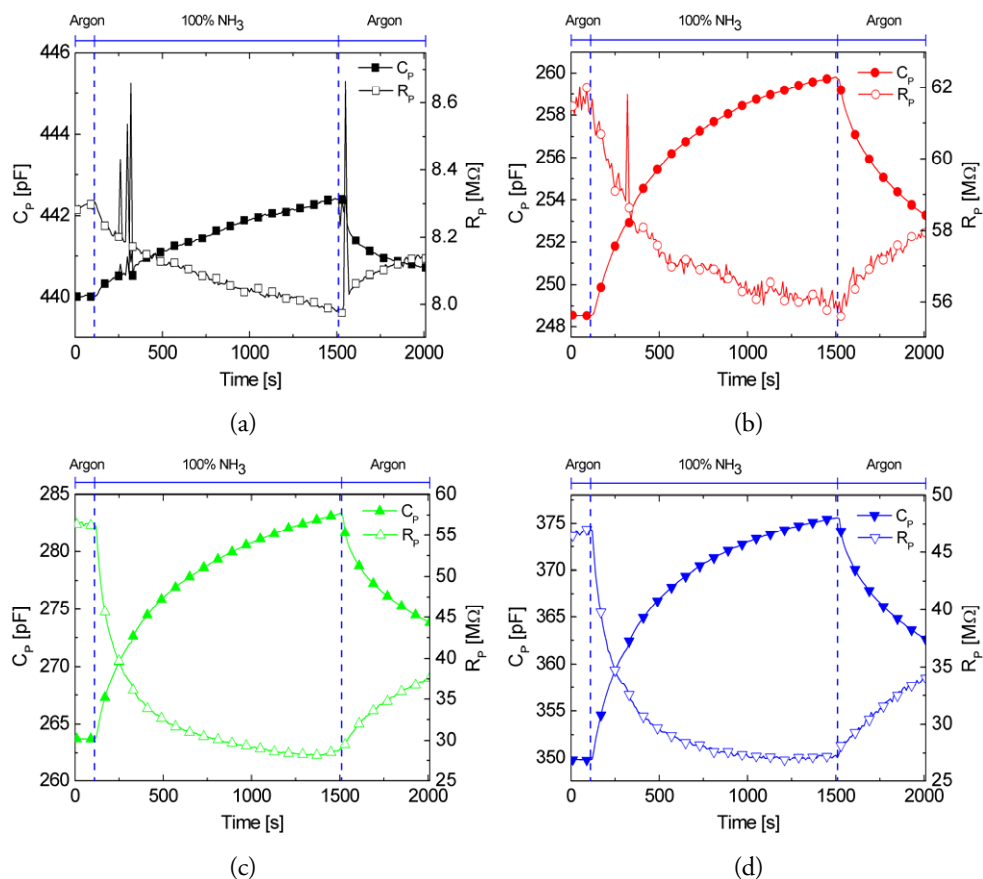 Argon 100% NH3 Argon
446
444
442
440
CP [pF]
CP
RP
8.6
8.4
8.2
8.0
RP [MΩ]
0 500 1000 1500 2000
Time [s]
(a)
Argon 100% NH3 Argon
260
258
256
254
252
251
249
248
CP [pF]
CP
RP
62
60
59
57
56
RP [MΩ]
0 500 1000 1500 2000
Time [s]
(b)
Argon 100% NH3 Argon
285
280
275
270
265
260
CP [pF]
CP
RP
60
55
50
45
40
35
30
25
RP [MΩ]
0 500 1000 1500 2000
Time [s]
(c)
Argon 100% NH3 Argon
375
370
365
360
355
350
CP [pF]
CP
RP
50
45
40
35
30
25
RP [MΩ]
0 500 1000 1500 2000
Time [s]
(d)